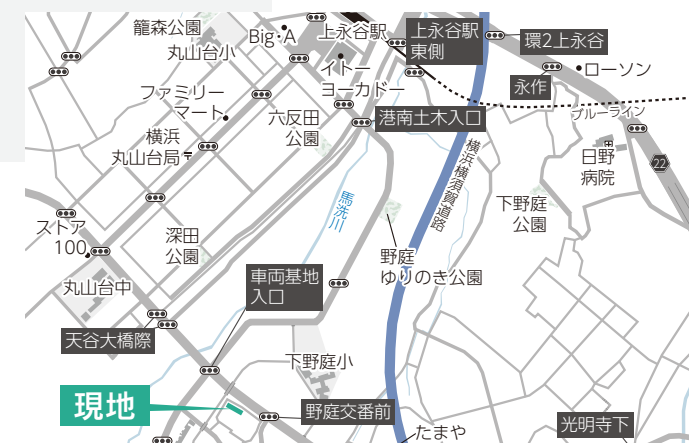 籠森公園
丸山台小
Big・A
上永谷駅
上永谷駅
東側
環2上永谷
イトー
ヨーカドー
ローソン
永作
ファミリー
マート
六反田
公園
港南土木入口
ブルーライン
横浜
丸山台局〒
日野
病院
22
横浜横須賀道路
馬洗川
下野庭
公園
ストア
100
深田
公園
野庭
ゆりのき公園
丸山台中
車両基地
入口
天谷大橋際
下野庭小
現地
野庭交番前
たまや
光明寺下